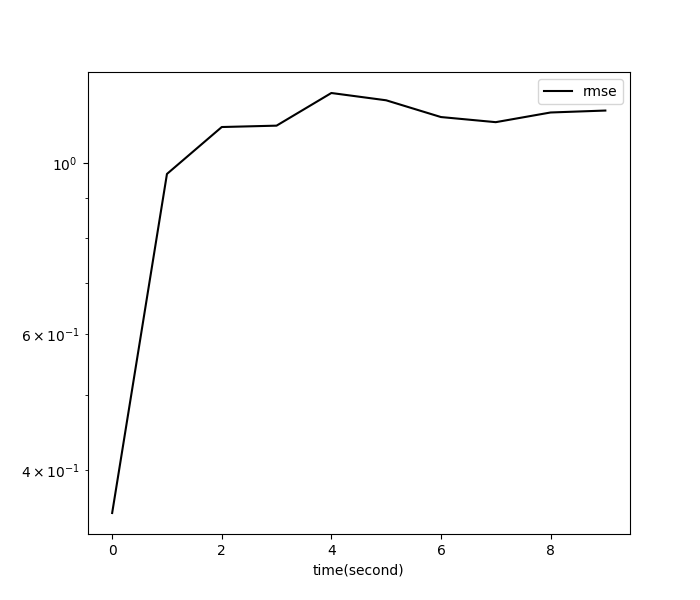 rmse
10⁰
6 × 10⁻¹
4 × 10⁻¹
0 2 4 6 8
time(second)